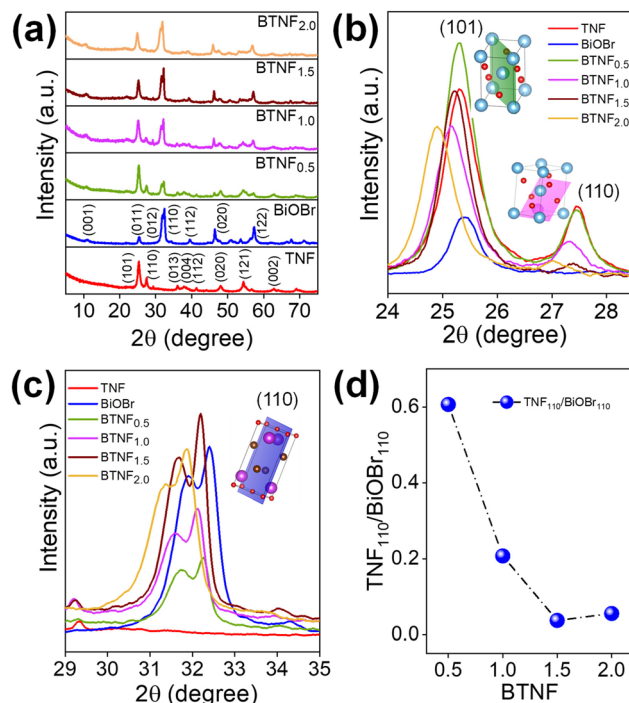 (a)
BTNF2.0
BTNF1.5
BTNF1.0
BTNF0.5
BiOBr
(001)
(011)
(012)
(110)
(112)
(020)
(122)
TNF
(101)
(110)
(013)
(004)
(112)
(020)
(121)
(002)
Intensity (a.u.)
10 20 30 40 50 60 70
2θ (degree)
(b)
(101)
(110)
TNF
BiOBr
BTNF0.5
BTNF1.0
BTNF1.5
BTNF2.0
Intensity (a.u.)
24 25 26 27 28
2θ (degree)
(c)
TNF
BiOBr
BTNF0.5
BTNF1.0
BTNF1.5
BTNF2.0
(110)
Intensity (a.u.)
29 30 31 32 33 34 35
2θ (degree)
(d)
TNF110/BiOBr110
TNF110/BiOBr110
0.6
0.4
0.2
0.0
0.5 1.0 1.5 2.0
BTNF